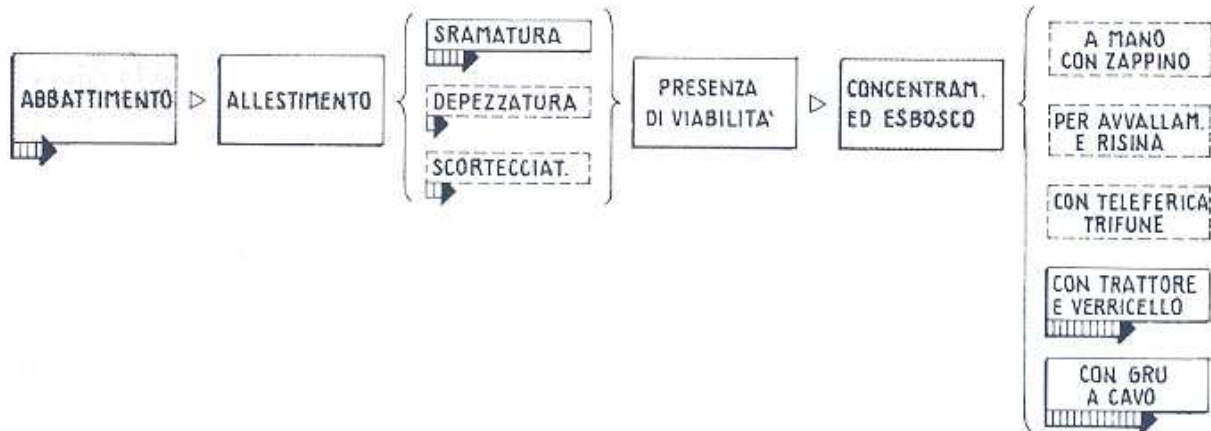 ABBATTIMENTO
ALLESTIMENTO
SRAMATURA
DEPEZZATURA
SCORTECCIAT.
PRESENZA
DI VIABILITA'
CONCENTRAM.
ED ESBOSCO
A MANO
CON ZAPPINO
PER AVVALLAM.
E RISINA
CON TELEFERICA
TRIFUNE
CON TRATTORE
E VERRICELLO
CON GRU
A CAVO